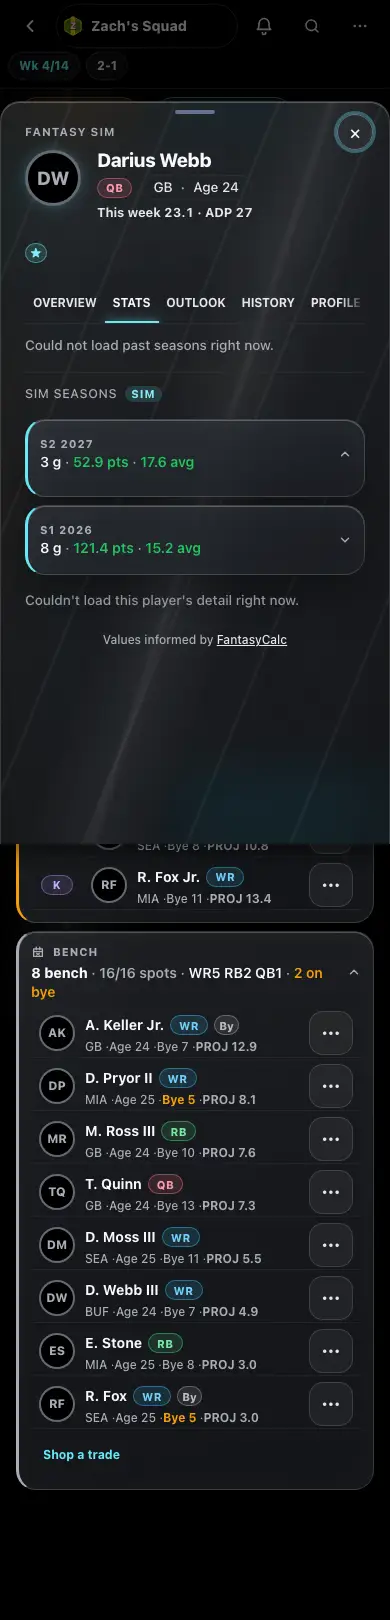 Zach's Squad
Wk 4/14
2-1
FANTASY SIM
DW
Darius Webb
QB GB · Age 24
This week 23.1 · ADP 27
OVERVIEW STATS OUTLOOK HISTORY PROFILE
Could not load past seasons right now.
SIM SEASONS SIM
S2 2027
3 g · 52.9 pts · 17.6 avg
S1 2026
8 g · 121.4 pts · 15.2 avg
Couldn't load this player's detail right now.
Values informed by FantasyCalc
SEA ·Bye 8 ·PROJ 10.8
K RF R. Fox Jr. WR
MIA ·Bye 11 ·PROJ 13.4
BENCH
8 bench · 16/16 spots · WR5 RB2 QB1 · 2 on
bye
AK A. Keller Jr. WR By
GB ·Age 24 ·Bye 7 ·PROJ 12.9
DP D. Pryor II WR
MIA ·Age 25 ·Bye 5 ·PROJ 8.1
MR M. Ross III RB
GB ·Age 24 ·Bye 10 ·PROJ 7.6
TQ T. Quinn QB
GB ·Age 24 ·Bye 13 ·PROJ 7.3
DM D. Moss III WR
SEA ·Age 25 ·Bye 11 ·PROJ 5.5
DW D. Webb III WR
BUF ·Age 24 ·Bye 7 ·PROJ 4.9
ES E. Stone RB
MIA ·Age 25 ·Bye 8 ·PROJ 3.0
RF R. Fox WR By
SEA ·Age 25 ·Bye 5 ·PROJ 3.0
Shop a trade